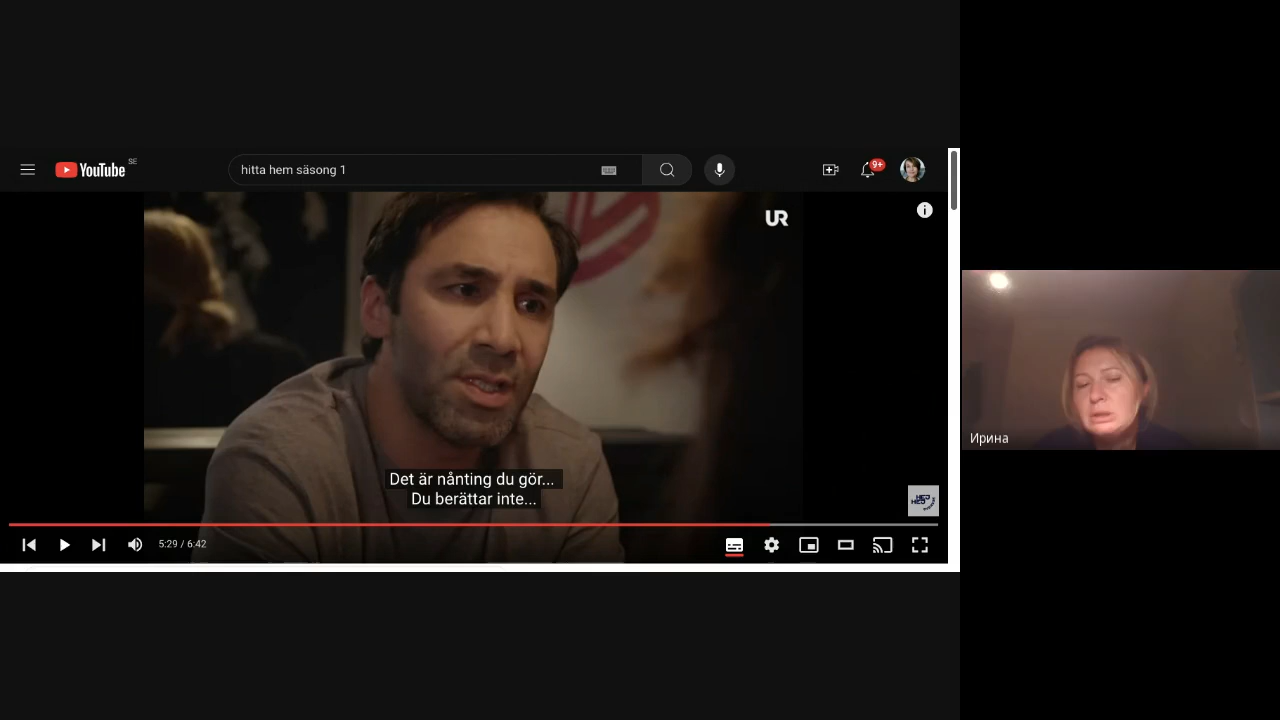 YouTube
SE
hitta hem säsong 1
9+
UR
Det är nånting du gör...
Du berättar inte...
5:29 / 6:42
Ирина